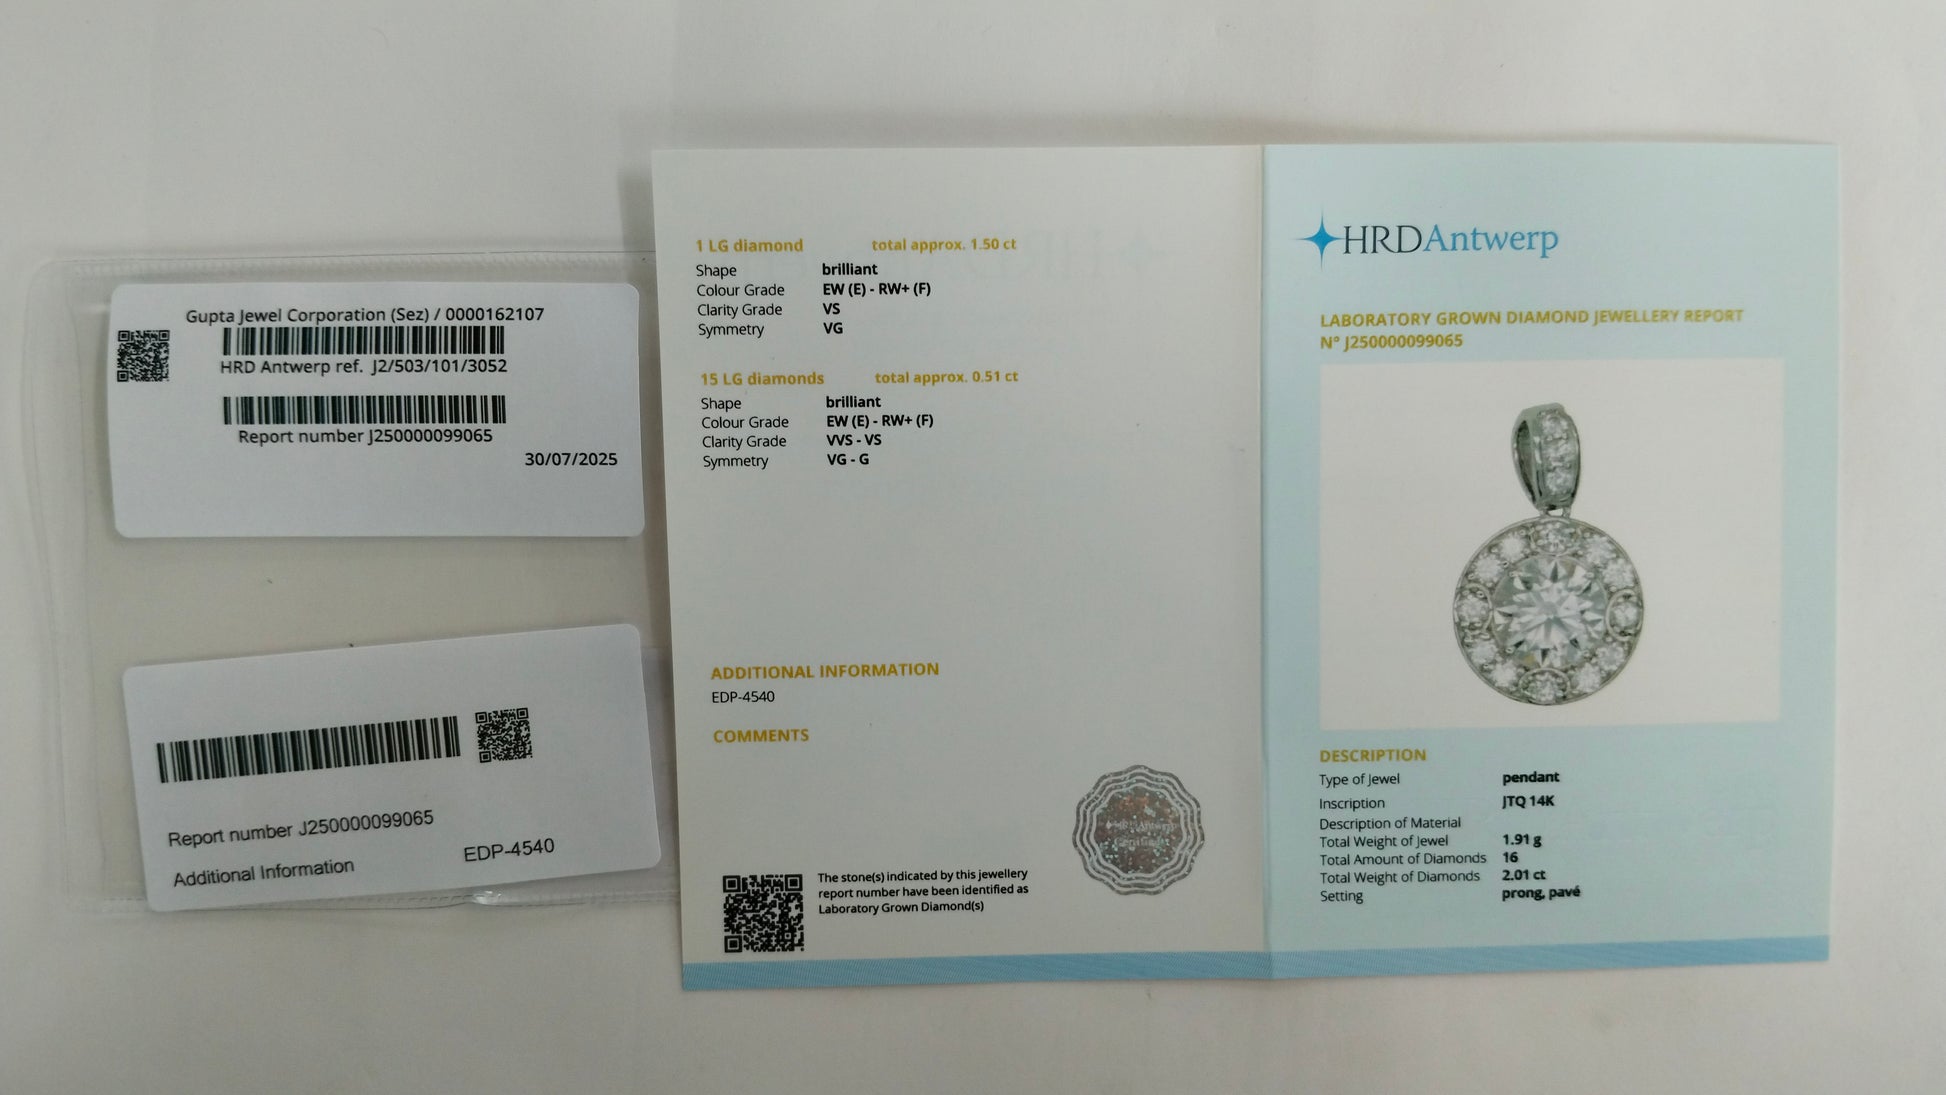 Gupta Jewel Corporation (Sez) / 0000162107
HRD Antwerp ref. J2/503/101/3052
Report number J250000099065
30/07/2025
Report number J250000099065
Additional Information EDP-4540
1 LG diamond total approx. 1.50 ct
Shape brilliant
Colour Grade EW (E) - RW+ (F)
Clarity Grade VS
Symmetry VG
15 LG diamonds total approx. 0.51 ct
Shape brilliant
Colour Grade EW (E) - RW+ (F)
Clarity Grade VVS - VS
Symmetry VG - G
ADDITIONAL INFORMATION
EDP-4540
COMMENTS
HRD Antwerp
Certified
The stone(s) indicated by this jewellery
report number have been identified as
Laboratory Grown Diamond(s)
HRDAntwerp
LABORATORY GROWN DIAMOND JEWELLERY REPORT
N° J250000099065
DESCRIPTION
Type of Jewel pendant
Inscription JTQ 14K
Description of Material
Total Weight of Jewel 1.91 g
Total Amount of Diamonds 16
Total Weight of Diamonds 2.01 ct
Setting prong, pavé